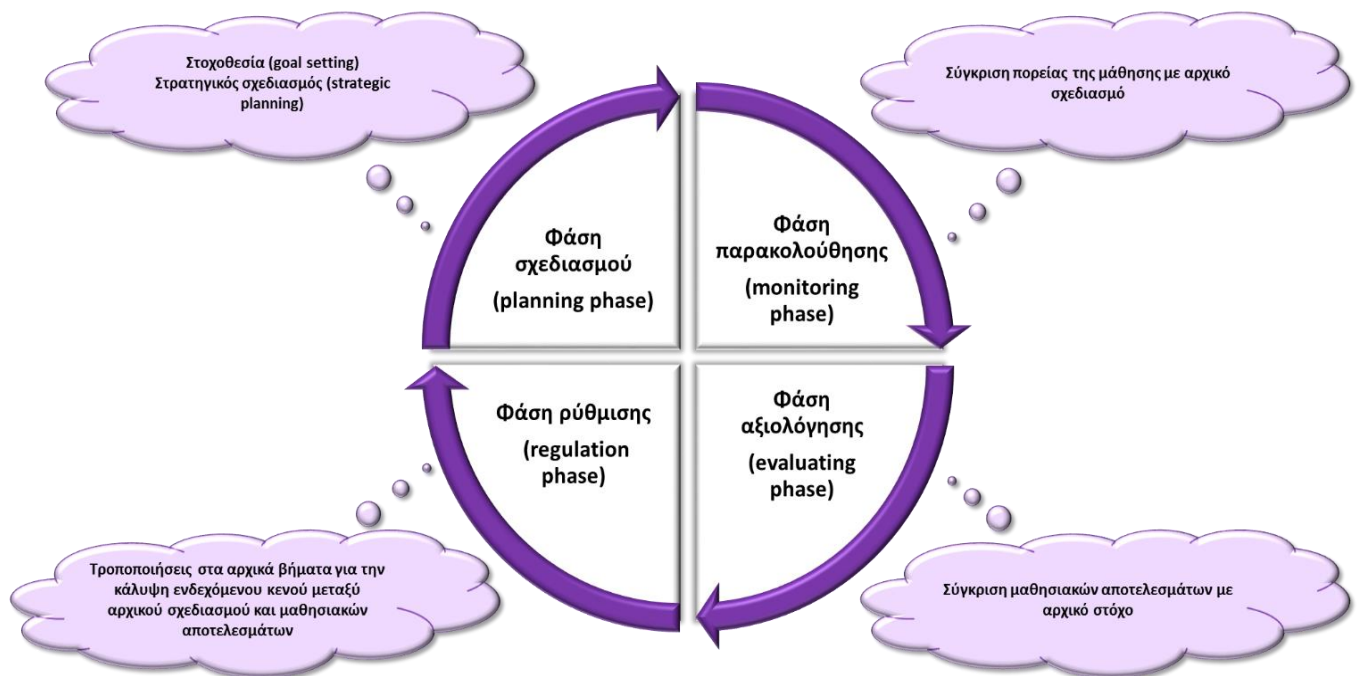 Στοχοθεσία (goal setting)
Στρατηγικός σχεδιασμός (strategic
planning)
Σύγκριση πορείας της μάθησης με αρχικό
σχεδιασμό
Φάση
σχεδιασμού
(planning phase)
Φάση
παρακολούθησης
(monitoring
phase)
Φάση ρύθμισης
(regulation
phase)
Φάση
αξιολόγησης
(evaluating
phase)
Τροποποιήσεις στα αρχικά βήματα για την
κάλυψη ενδεχόμενου κενού μεταξύ
αρχικού σχεδιασμού και μαθησιακών
αποτελεσμάτων
Σύγκριση μαθησιακών αποτελεσμάτων με
αρχικό στόχο